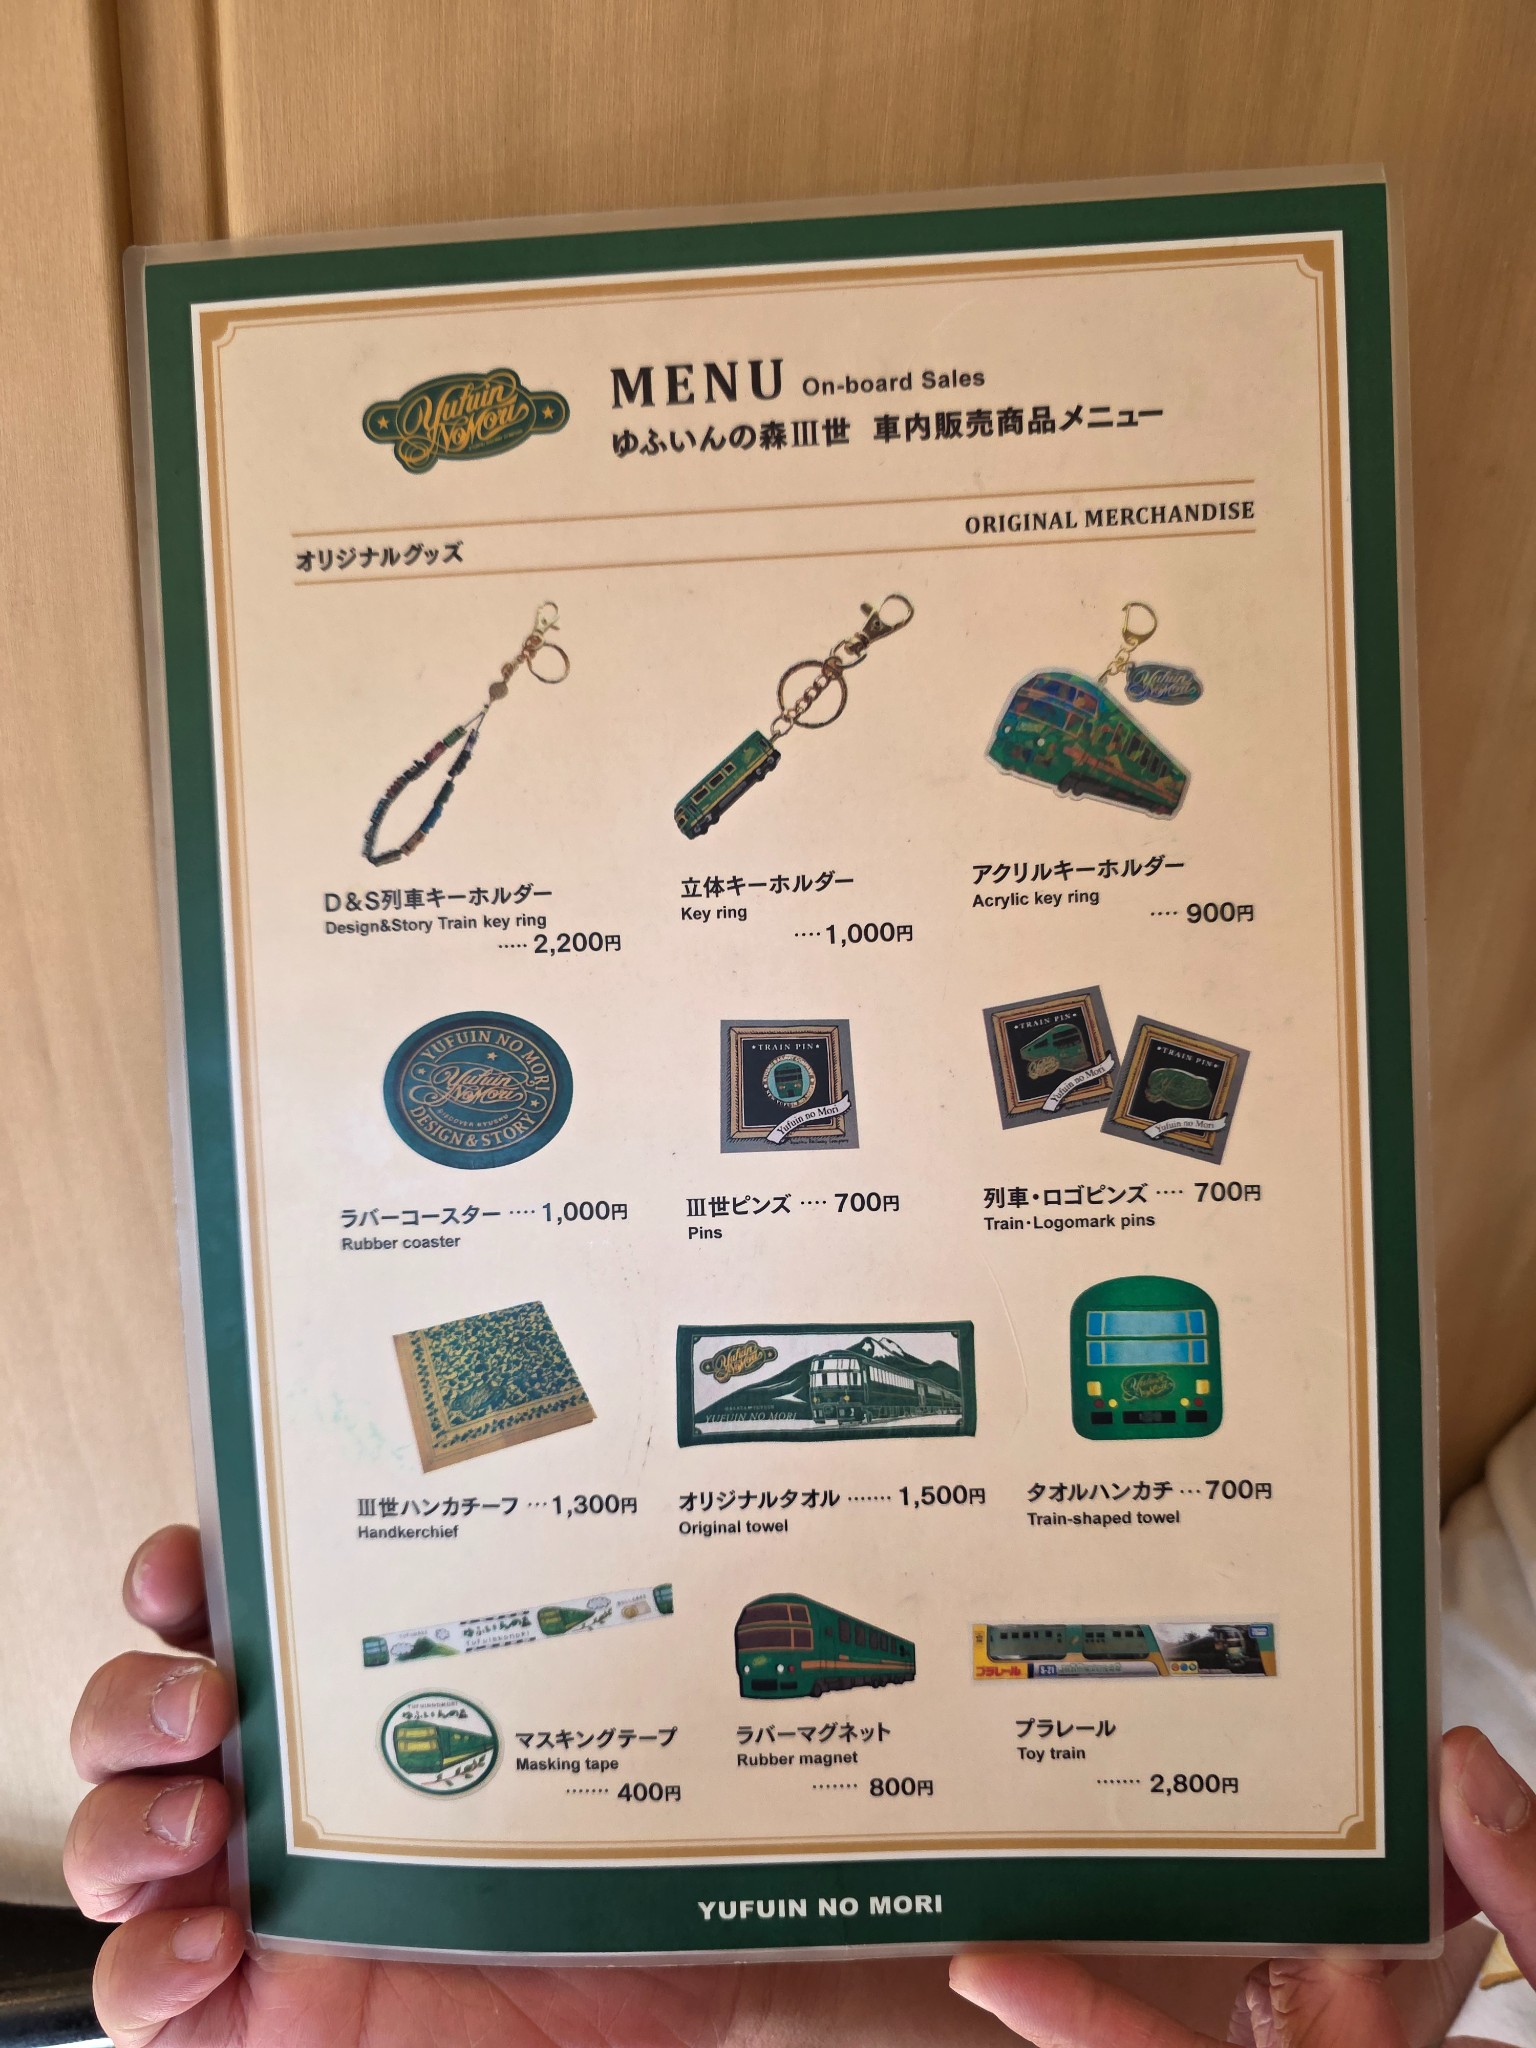 Yufuin
No Mori
MENU On-board Sales
ゆふいんの森Ⅲ世 車内販売商品メニュー
ORIGINAL MERCHANDISE
オリジナルグッズ
Yufuin
No Mori
D&S列車キーホルダー
Design&Story Train key ring
····· 2,200円
立体キーホルダー
Key ring
····1,000円
アクリルキーホルダー
Acrylic key ring
···· 900円
YUFUIN NO MORI
Yufuin
No Mori
DISCOVER KYUSHU
DESIGN & STORY
ラバーコースター ····1,000円
Rubber coaster
TRAIN PIN
Yufuin no Mori
Ⅲ世ピンズ ···· 700円
Pins
TRAIN PIN
Yufuin no Mori
TRAIN PIN
Yufuin no Mori
列車・ロゴピンズ ···· 700円
Train・Logomark pins
Ⅲ世ハンカチーフ ···1,300円
Handkerchief
Yufuin
No Mori
YUFUIN NO MORI
オリジナルタオル ······· 1,500円
Original towel
タオルハンカチ ···700円
Train-shaped towel
ゆふいんの森
YUFUINNOMORI
YUFUINNOMORI
ゆふいんの森
マスキングテープ
Masking tape
······· 400円
ラバーマグネット
Rubber magnet
······· 800円
プラレール
S-21
プラレール
Toy train
······· 2,800円
YUFUIN NO MORI